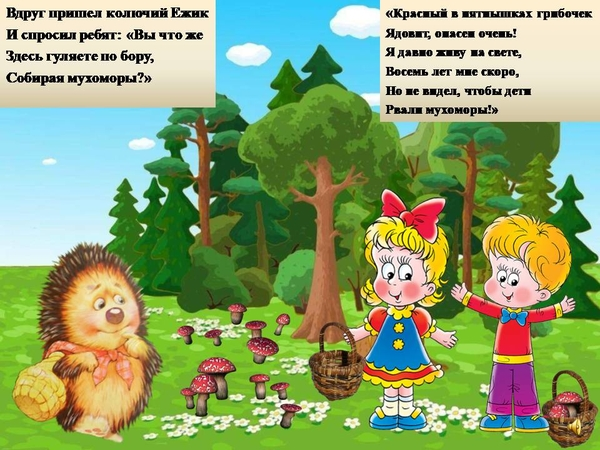 Вдруг пришел колючий Ежик
И спросил ребят: «Вы что же
Здесь гуляете по бору,
Собирая мухоморы?»
«Красный в пятнышках грибочек
Ядовит, опасен очень!
Я давно живу на свете,
Восемь лет мне скоро,
Но не видел, чтобы дети
Рвали мухоморы!»